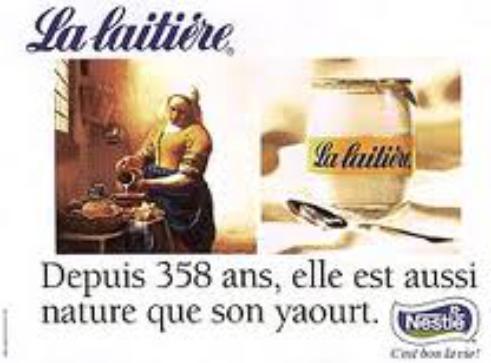 La laitière
La laitière
Depuis 358 ans, elle est aussi
nature que son yaourt.
Nestlé
C'est bon la vie!